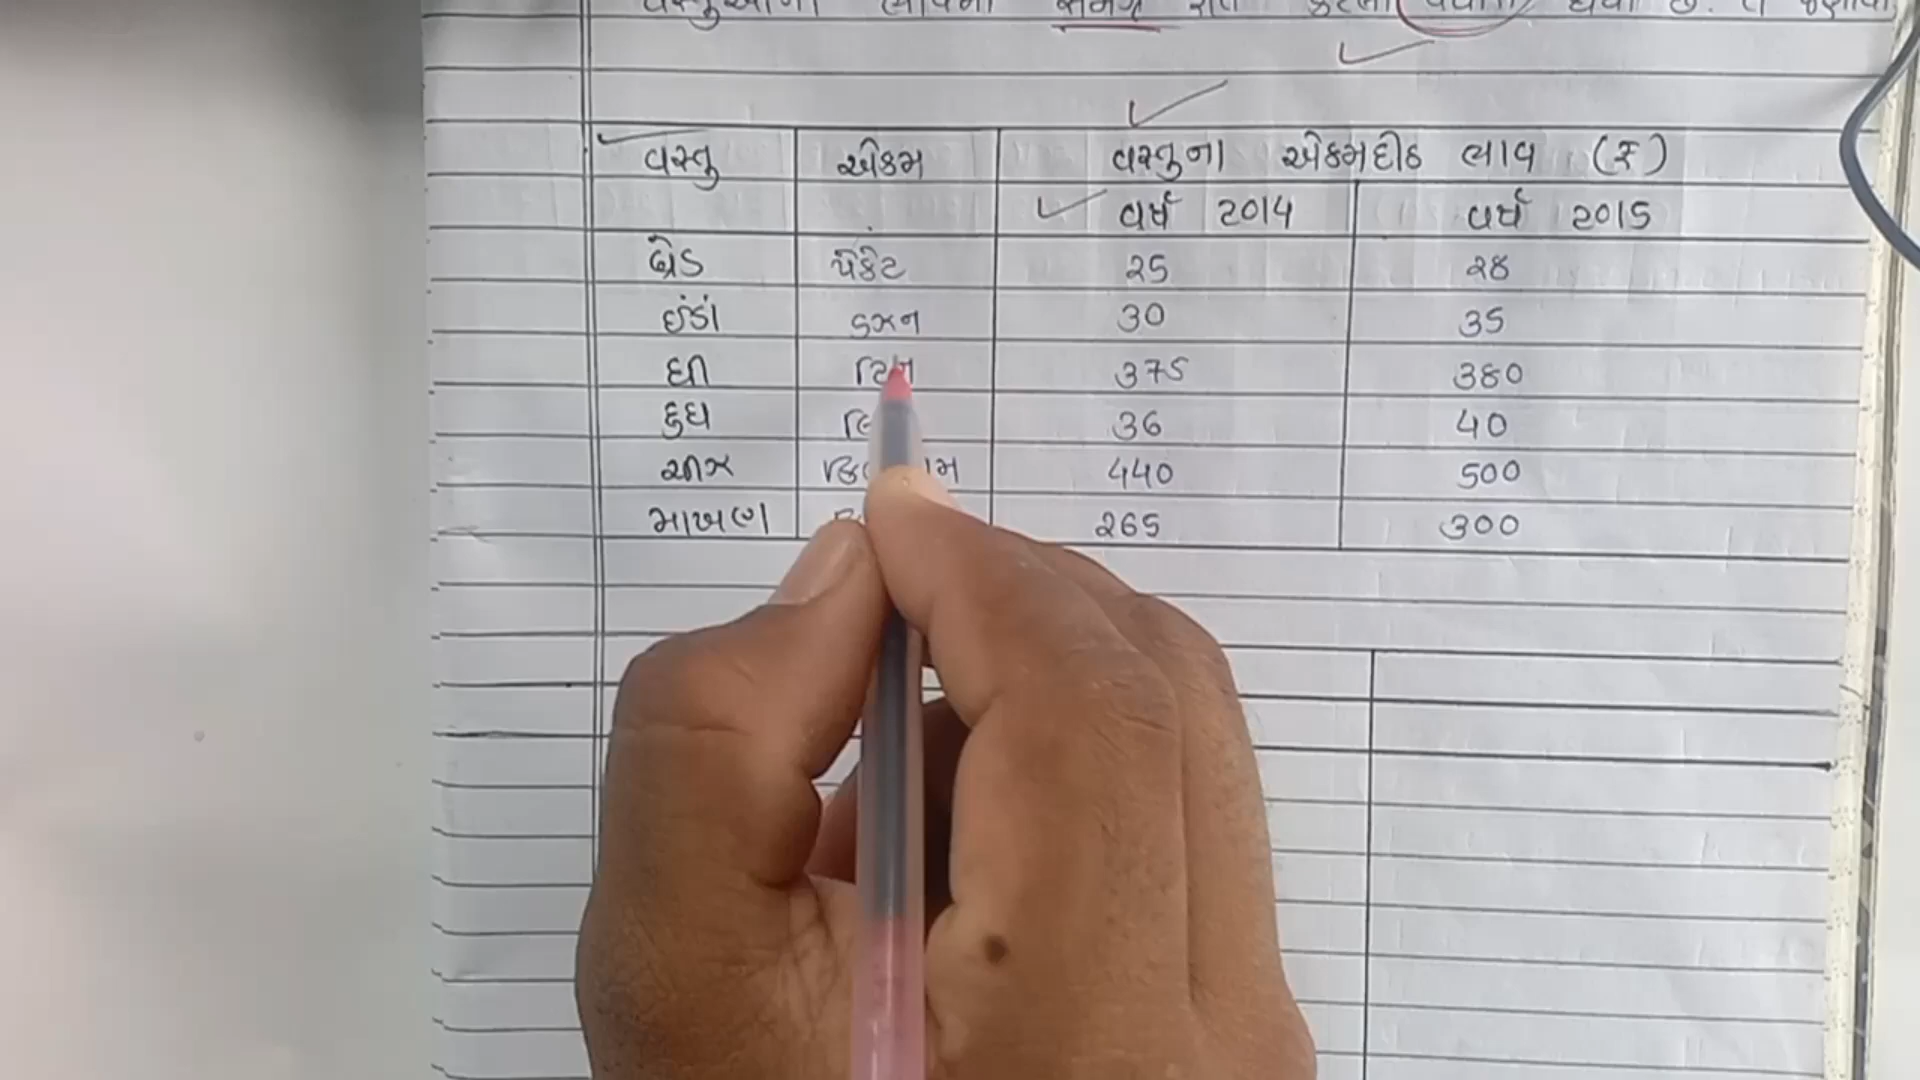 વસ્તુ એકમ વસ્તુના એકમદીઠ ભાવ (₹)
વર્ષ 2014 વર્ષ 2015
બ્રેડ પેકેટ 25 28
ઈંડાં ડઝન 30 35
ઘી ટિન 375 380
દુધ 36 40
ચીઝ 440 500
માખણ 265 300